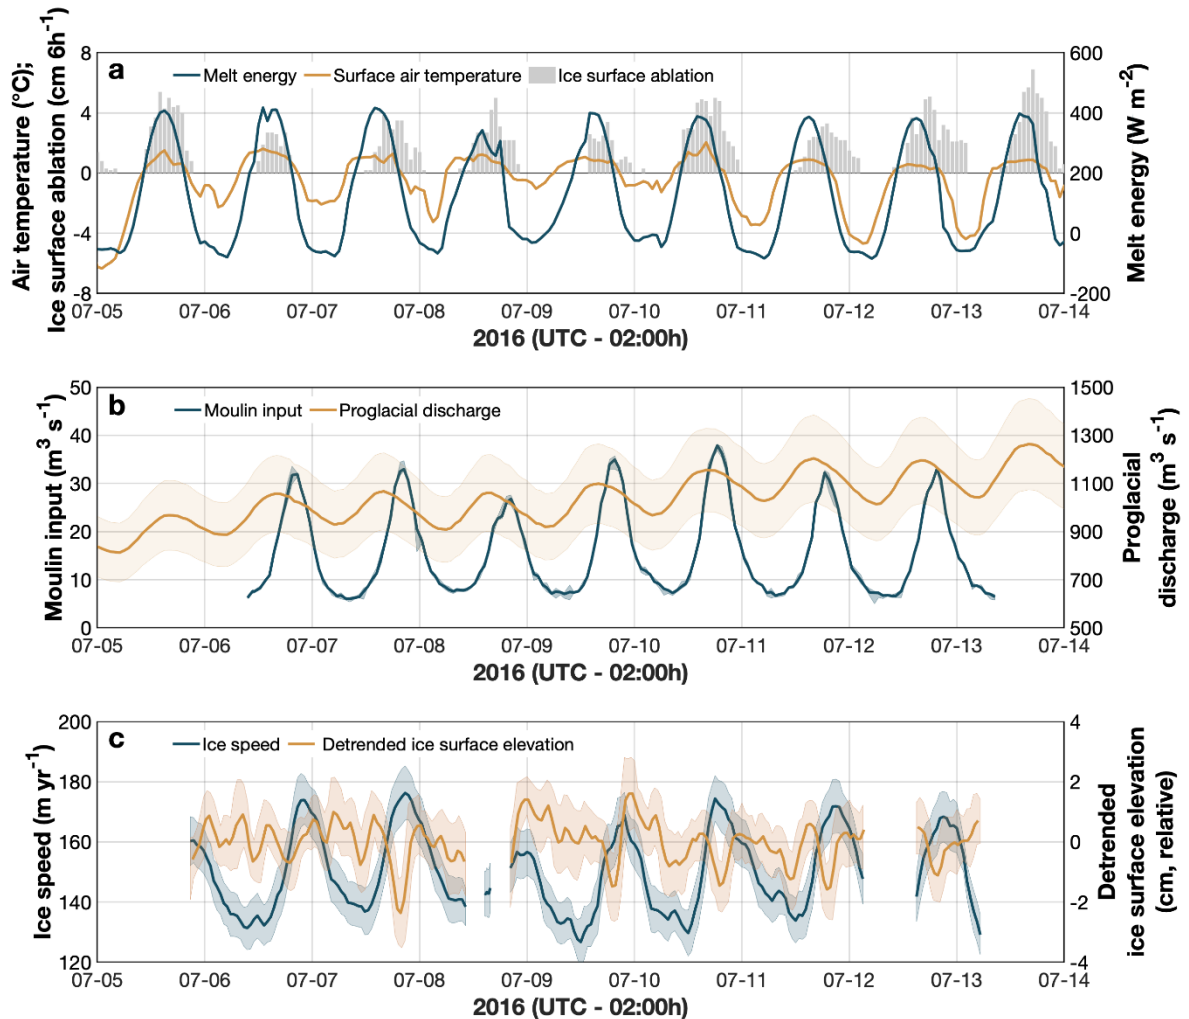 a
Melt energy
Surface air temperature
Ice surface ablation
Air temperature (°C);
Ice surface ablation (cm 6h⁻¹)
8
4
0
-4
-8
600
400
200
0
-200
Melt energy (W m⁻²)
07-05 07-06 07-07 07-08 07-09 07-10 07-11 07-12 07-13 07-14
2016 (UTC - 02:00h)
b
Moulin input
Proglacial discharge
Moulin input (m³ s⁻¹)
50
40
30
20
10
0
1500
1300
1100
900
700
500
Proglacial
discharge (m³ s⁻¹)
07-05 07-06 07-07 07-08 07-09 07-10 07-11 07-12 07-13 07-14
2016 (UTC - 02:00h)
c
Ice speed
Detrended ice surface elevation
Ice speed (m yr⁻¹)
200
180
160
140
120
4
2
0
-2
-4
Detrended
ice surface elevation
(cm, relative)
07-05 07-06 07-07 07-08 07-09 07-10 07-11 07-12 07-13 07-14
2016 (UTC - 02:00h)